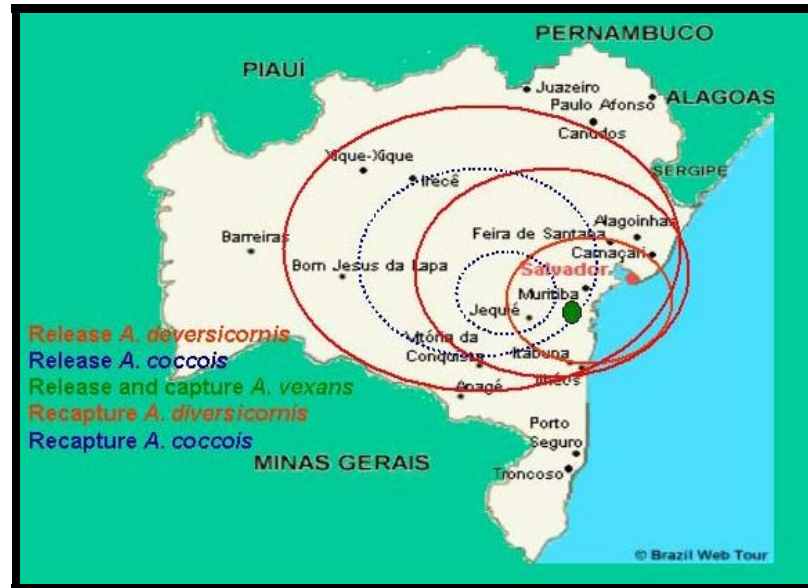 PERNAMBUCO
PIAUÍ
Juazeiro
Paulo Afonso
ALAGOAS
Canudos
Xique-Xique
Irecê
SERGIPE
Alagoinhas
Feira de Santana
Barreiras
Camaçari
Bom Jesus da Lapa
Salvador
Muritiba
Jequié
Release A. deversicornis
Vitória da
Conquista
Itabuna
Release A. coccois
Ilhéus
Release and capture A. vexans
Anagé
Recapture A. diversicornis
Porto
Seguro
Recapture A. coccois
MINAS GERAIS
Troncoso
© Brazil Web Tour